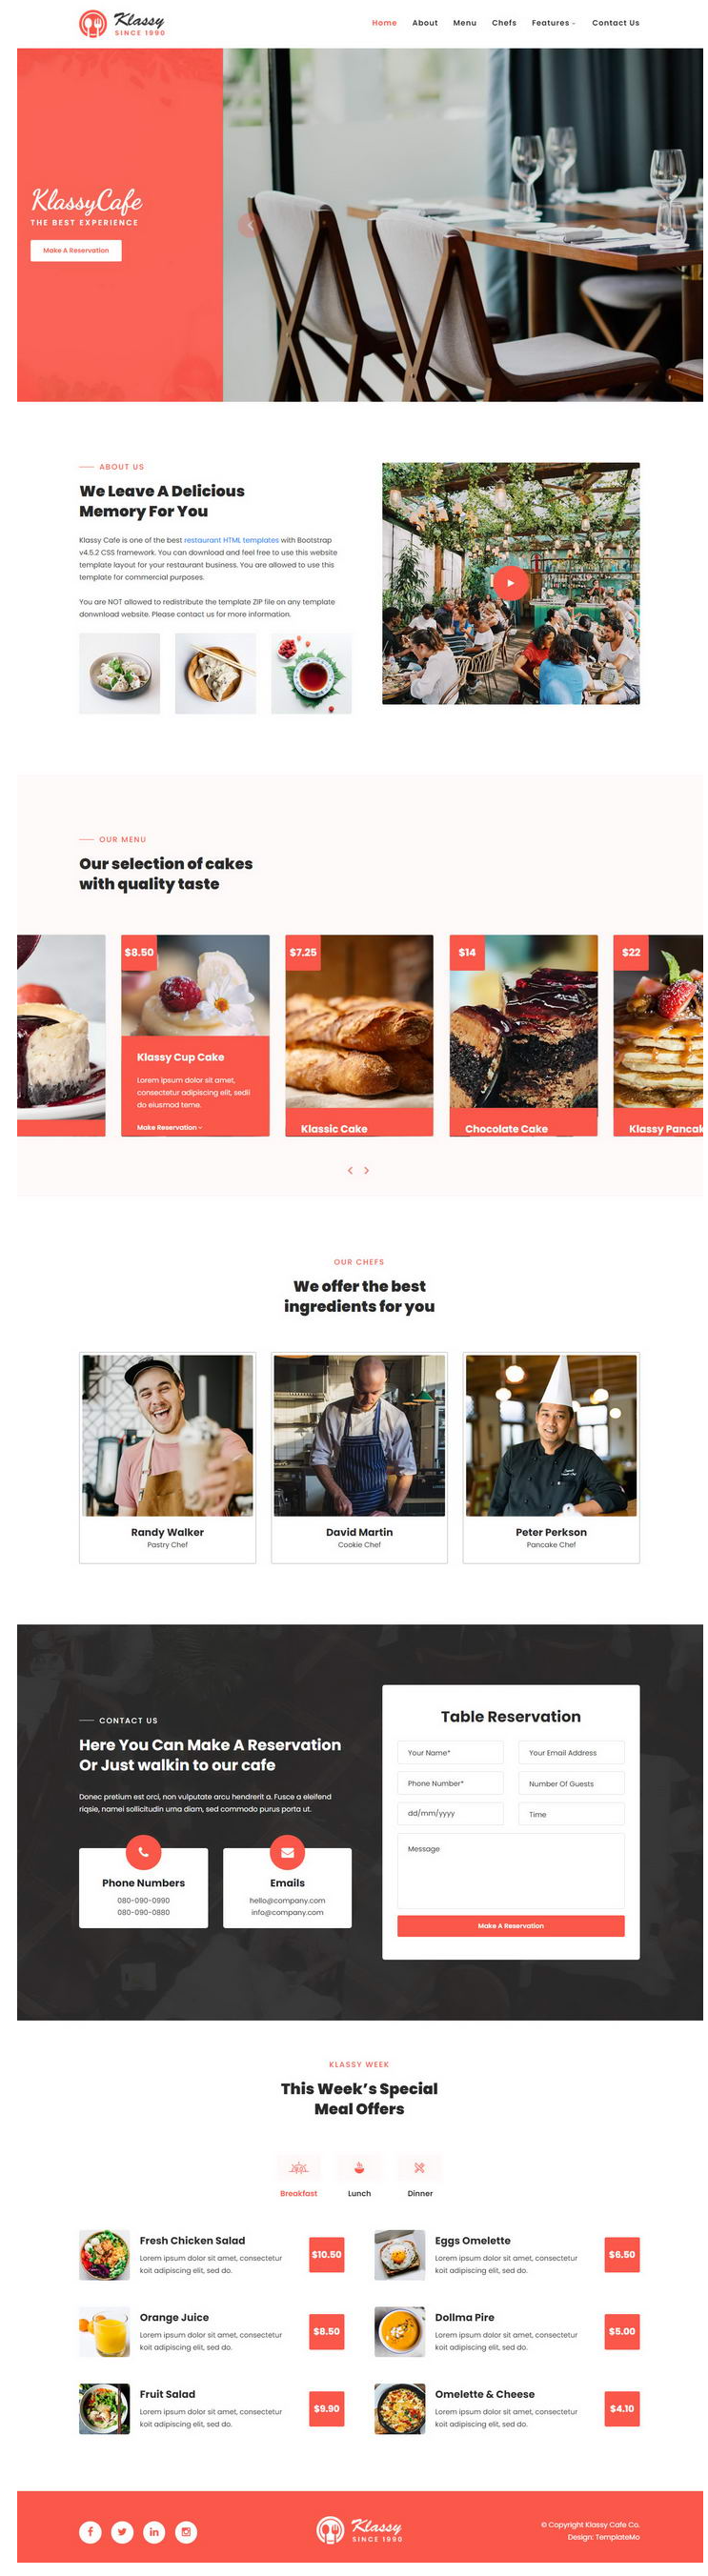 Klassy
SINCE 1990
Home About Menu Chefs Features Contact Us
KlassyCafe
THE BEST EXPERIENCE
Make A Reservation
ABOUT US
We Leave A Delicious
Memory For You
Klassy Cafe is one of the best restaurant HTML templates with Bootstrap
v4.5.2 CSS framework. You can download and feel free to use this website
template layout for your restaurant business. You are allowed to use this
template for commercial purposes.
You are NOT allowed to redistribute the template ZIP file on any template
donwnload website. Please contact us for more information.
OUR MENU
Our selection of cakes
with quality taste
$8.50
Klassy Cup Cake
Lorem ipsum dolor sit amet,
consectetur adipiscing elit, sedii
do eiusmod teme.
Make Reservation
$7.25
Klassic Cake
$14
Chocolate Cake
$22
Klassy Pancak
OUR CHEFS
We offer the best
ingredients for you
Randy Walker
Pastry Chef
David Martin
Cookie Chef
Peter Perkson
Pancake Chef
CONTACT US
Here You Can Make A Reservation
Or Just walkin to our cafe
Donec pretium est orci, non vulputate arcu hendrerit a. Fusce a eleifend
riqsie, namei sollicitudin urna diam, sed commodo purus porta ut.
Phone Numbers
080-090-0990
080-090-0880
Emails
hello@company.com
info@company.com
Table Reservation
Your Name* Your Email Address
Phone Number* Number Of Guests
dd/mm/yyyy Time
Message
Make A Reservation
KLASSY WEEK
This Week's Special
Meal Offers
Breakfast Lunch Dinner
Fresh Chicken Salad
Lorem ipsum dolor sit amet, consectetur
koit adipiscing elit, sed do.
$10.50
Eggs Omelette
Lorem ipsum dolor sit amet, consectetur
koit adipiscing elit, sed do.
$6.50
Orange Juice
Lorem ipsum dolor sit amet, consectetur
koit adipiscing elit, sed do.
$8.50
Dollma Pire
Lorem ipsum dolor sit amet, consectetur
koit adipiscing elit, sed do.
$5.00
Fruit Salad
Lorem ipsum dolor sit amet, consectetur
koit adipiscing elit, sed do.
$9.90
Omelette & Cheese
Lorem ipsum dolor sit amet, consectetur
koit adipiscing elit, sed do.
$4.10
Klassy
SINCE 1990
© Copyright Klassy Cafe Co.
Design: TemplateMo